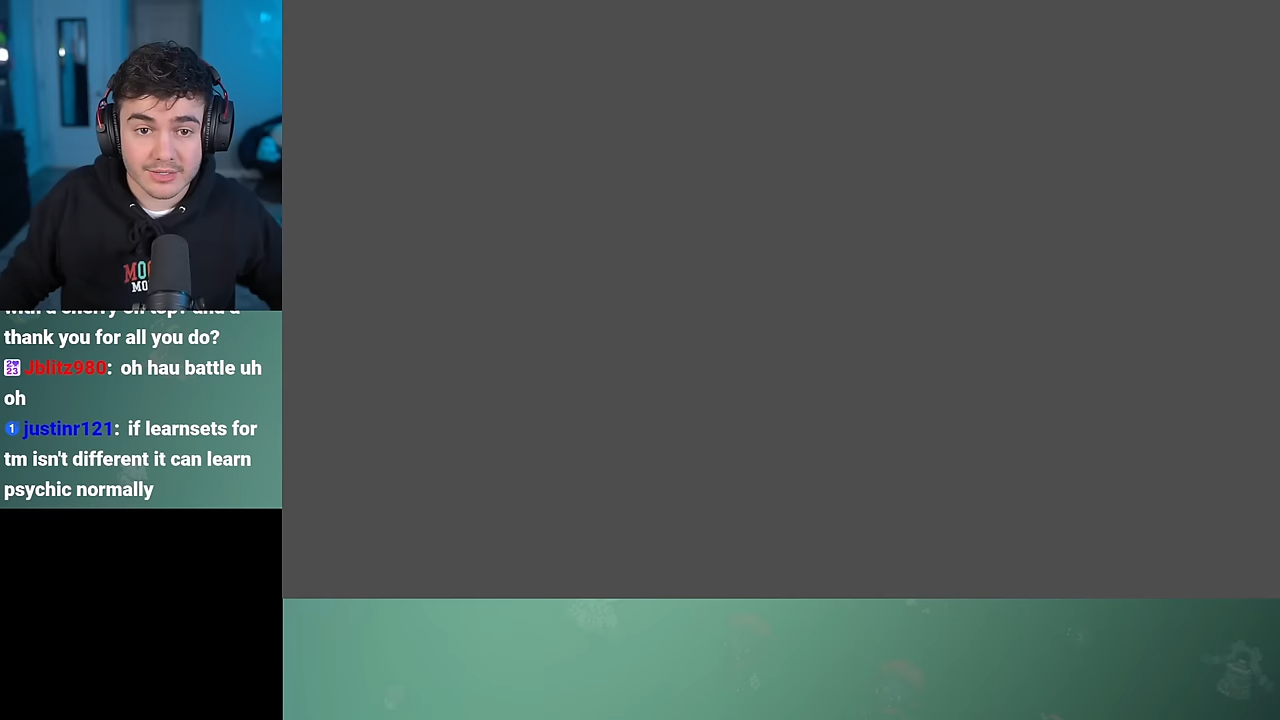 thank you for all you do?
Jblitz980: oh hau battle uh
oh
1 justinr121: if learnsets for
tm isn't different it can learn
psychic normally